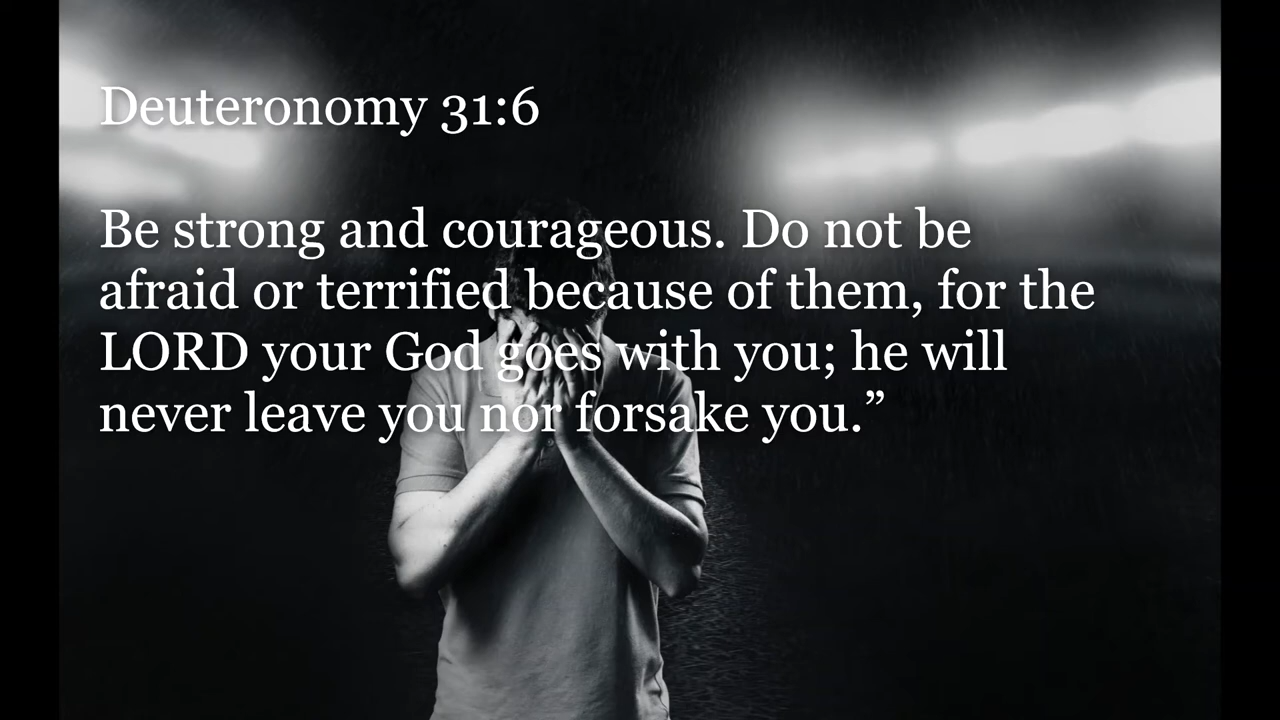 Deuteronomy 31:6
Be strong and courageous. Do not be
afraid or terrified because of them, for the
LORD your God goes with you; he will
never leave you nor forsake you.”